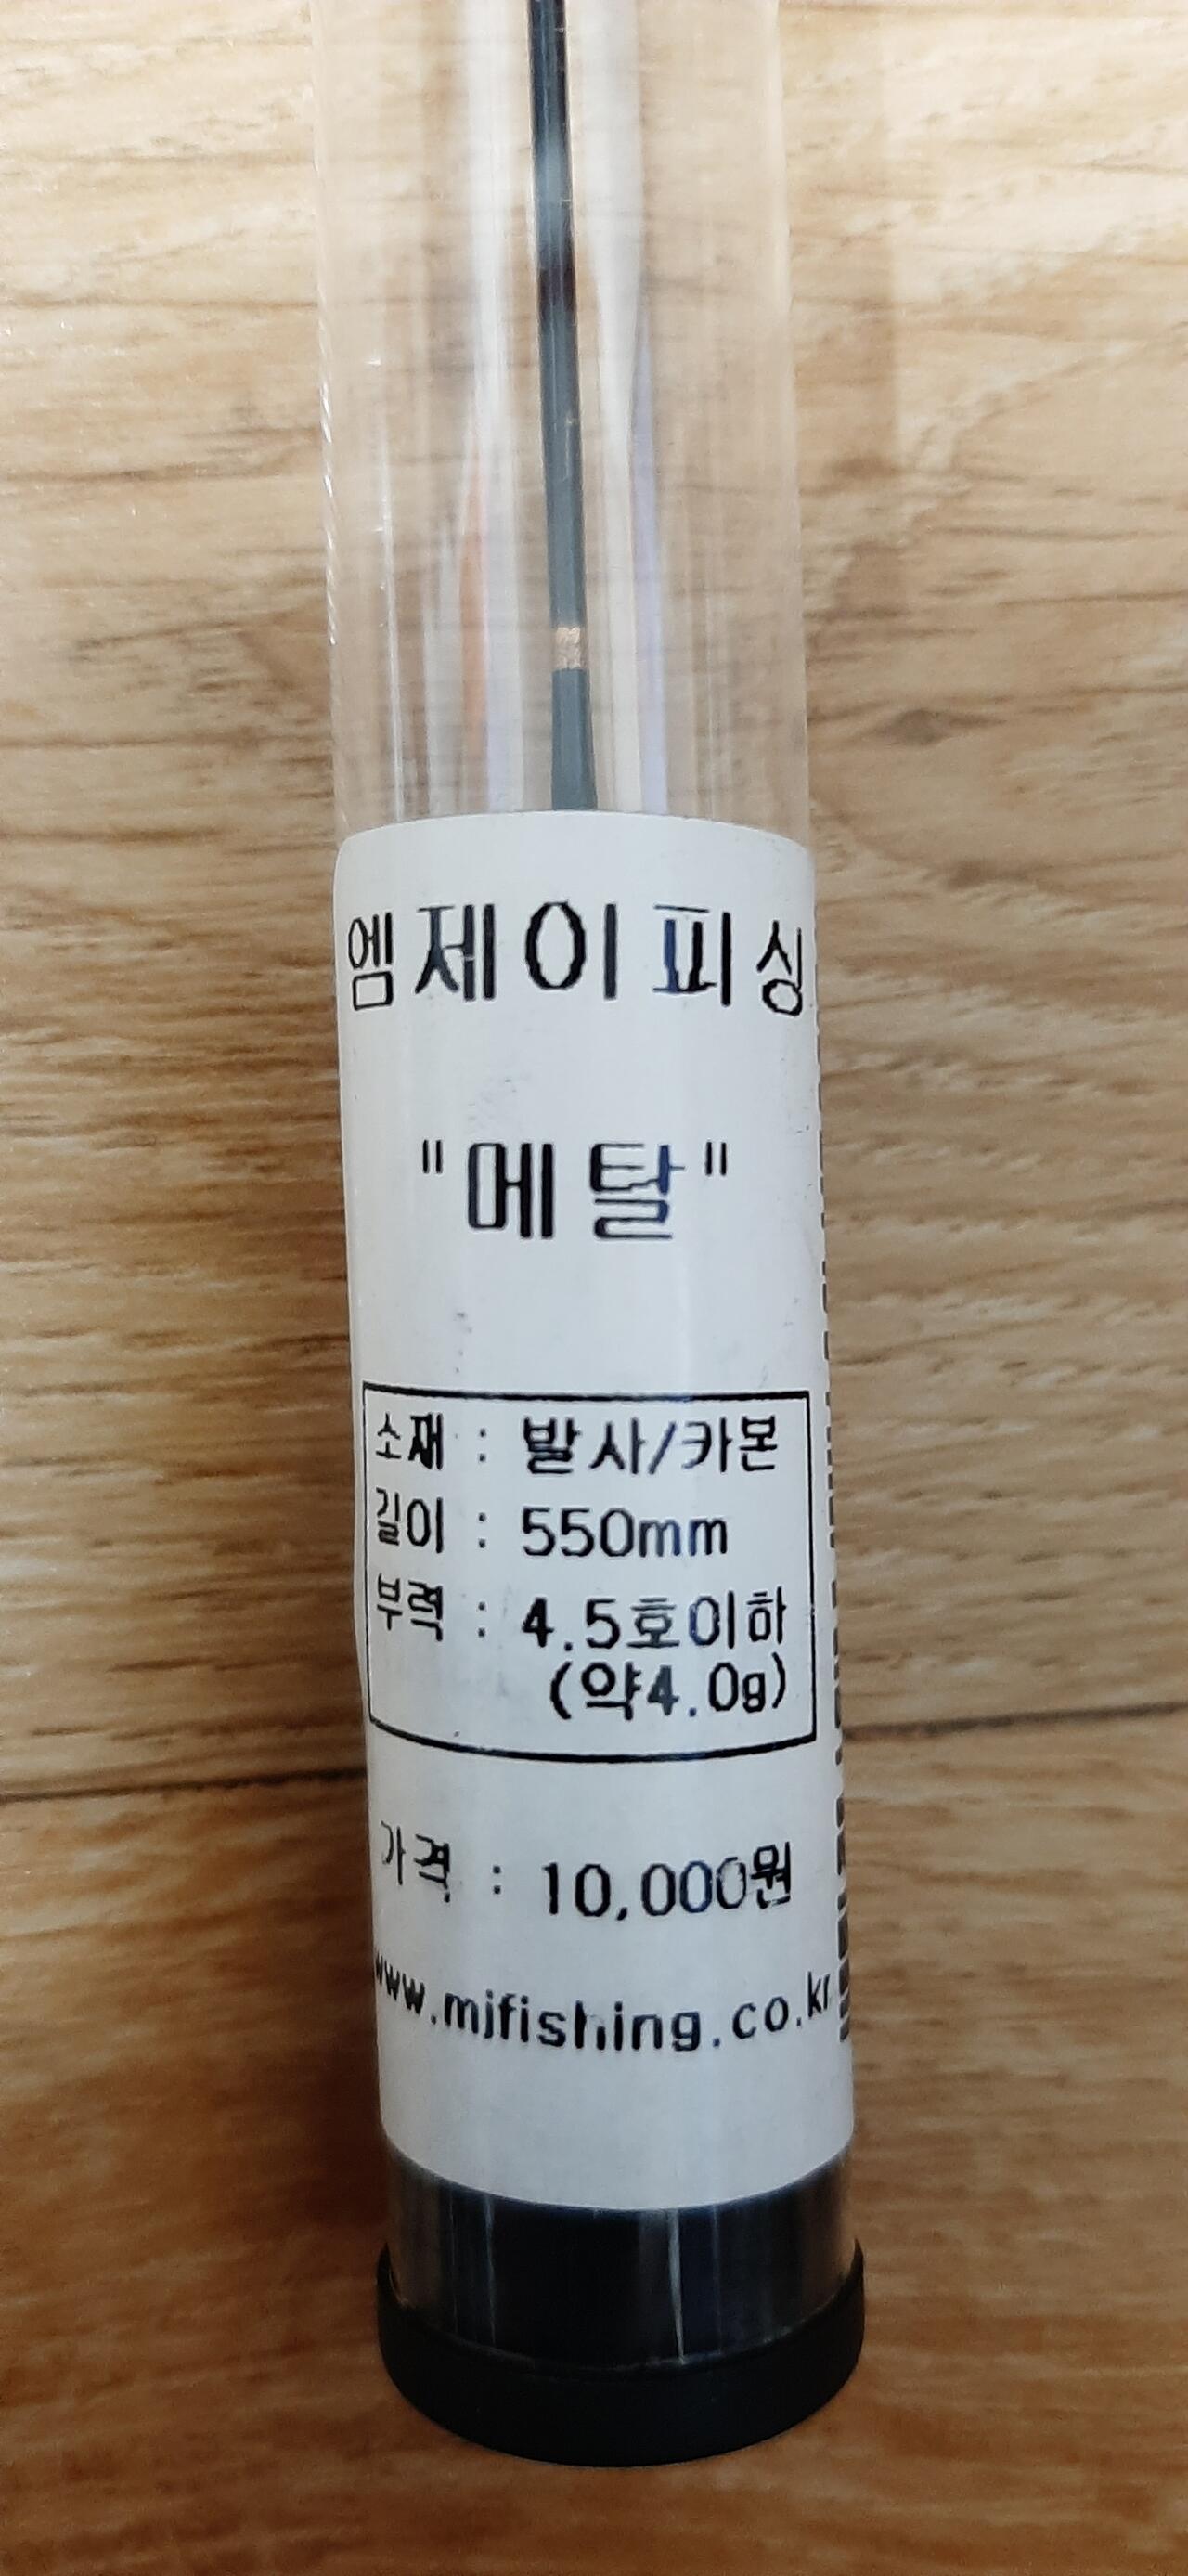 엠제이피싱
"메탈"
소재 : 발사/카본
길이 : 550mm
부력 : 4.5호이하
(약4.0g)
가격 : 10,000원
www.mjfishing.co.kr